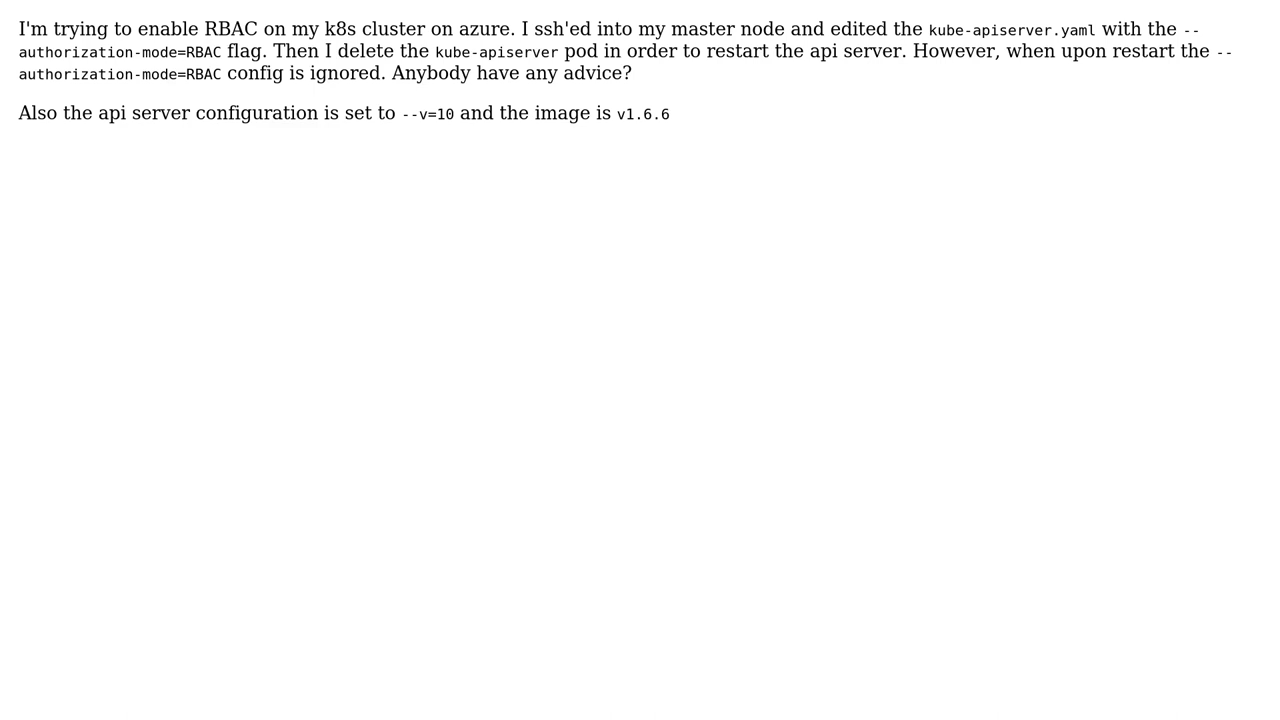 I'm trying to enable RBAC on my k8s cluster on azure. I ssh'ed into my master node and edited the kube-apiserver.yaml with the --
authorization-mode=RBAC flag. Then I delete the kube-apiserver pod in order to restart the api server. However, when upon restart the --
authorization-mode=RBAC config is ignored. Anybody have any advice?
Also the api server configuration is set to --v=10 and the image is v1.6.6